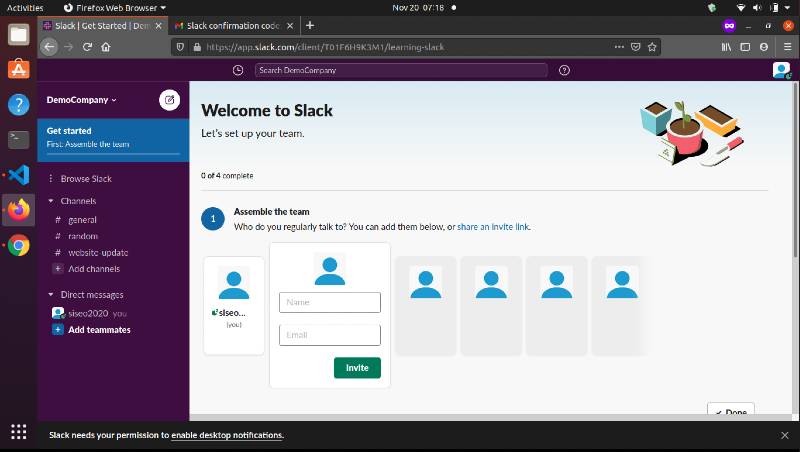 Activities
Firefox Web Browser
Nov 20 07:18
Slack | Get Started | Dem
Slack confirmation code
https://app.slack.com/client/T01F6H9K3M1/learning-slack
Search DemoCompany
DemoCompany
Get started
First: Assemble the team
Browse Slack
Channels
# general
# random
# website-update
+ Add channels
Direct messages
siseo2020 you
+ Add teammates
Welcome to Slack
Let's set up your team.
0 of 4 complete
1
Assemble the team
Who do you regularly talk to? You can add them below, or share an invite link.
siseo...
(you)
Name
Email
Invite
Done
Slack needs your permission to enable desktop notifications.